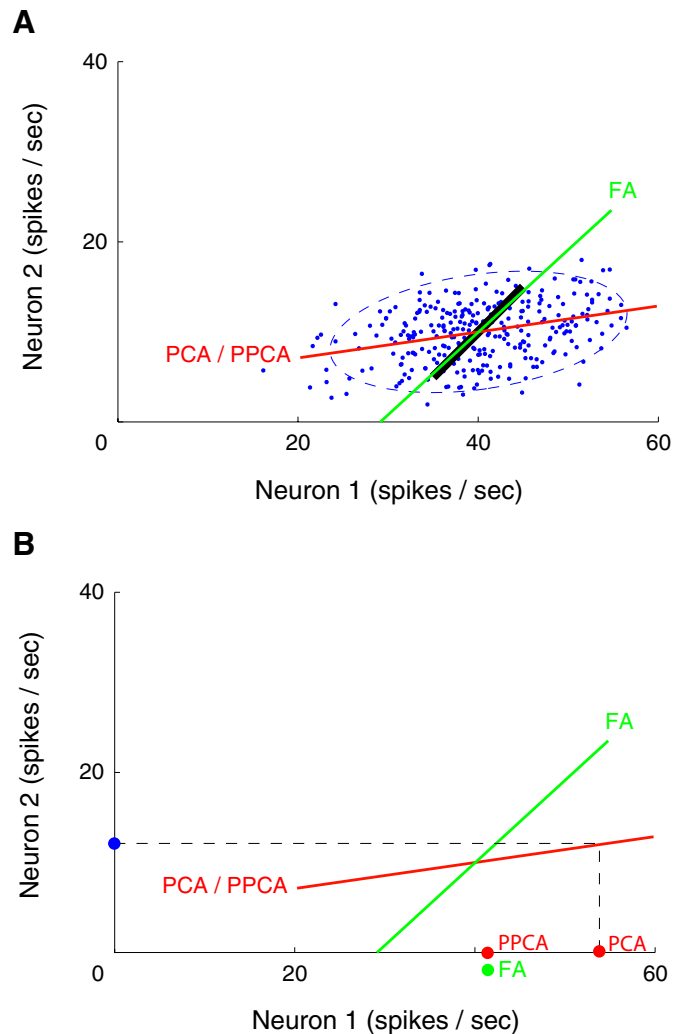 A
40
20
0
20
40
60
Neuron 2 (spikes / sec)
Neuron 1 (spikes / sec)
FA
PCA / PPCA
B
40
20
0
20
60
Neuron 2 (spikes / sec)
Neuron 1 (spikes / sec)
FA
PCA / PPCA
PPCA
FA
PCA